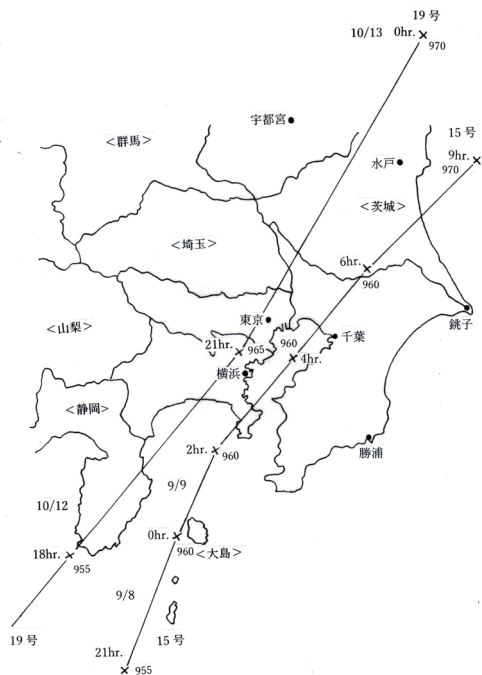 19号
10/13 0hr.
970
宇都宮
<群馬>
15号
水戸
9hr.
970
<茨城>
<埼玉>
6hr.
960
東京
銚子
<山梨>
960
千葉
21hr.
965
4hr.
横浜
<静岡>
勝浦
2hr.
960
9/9
10/12
0hr.
960
<大島>
18hr.
955
9/8
19号
15号
21hr.
955